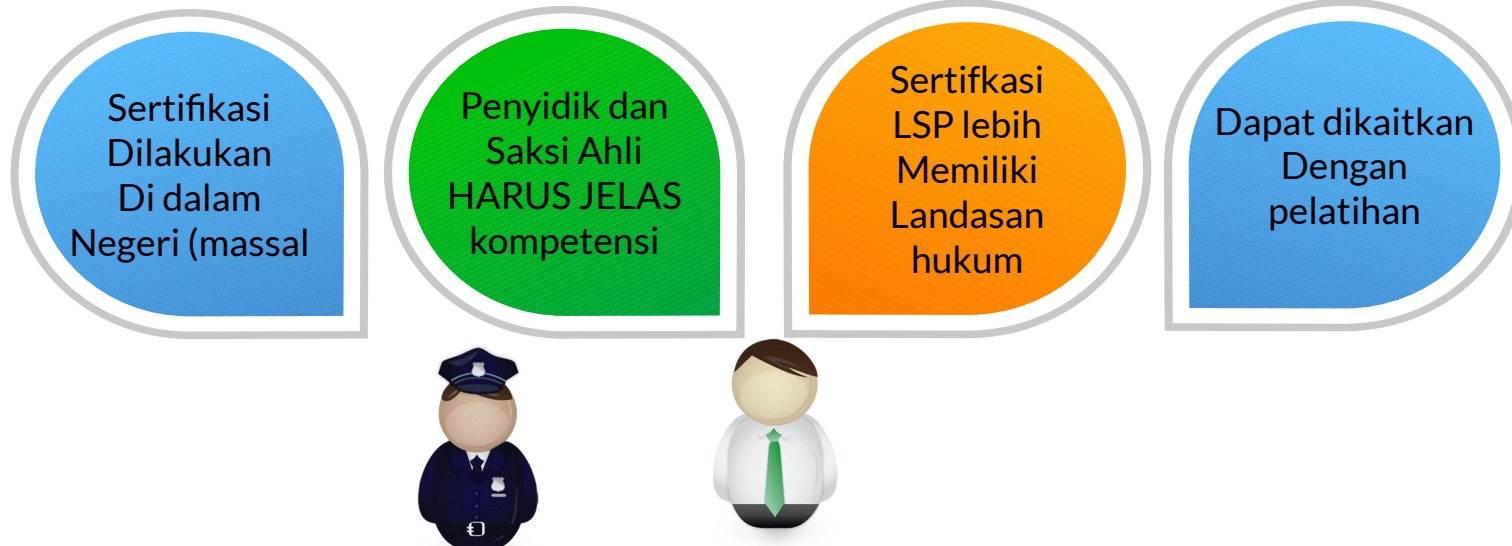 Sertifikasi
Dilakukan
Di dalam
Negeri (massal
Penyidik dan
Saksi Ahli
HARUS JELAS
kompetensi
Sertifkasi
LSP lebih
Memiliki
Landasan
hukum
Dapat dikaitkan
Dengan
pelatihan